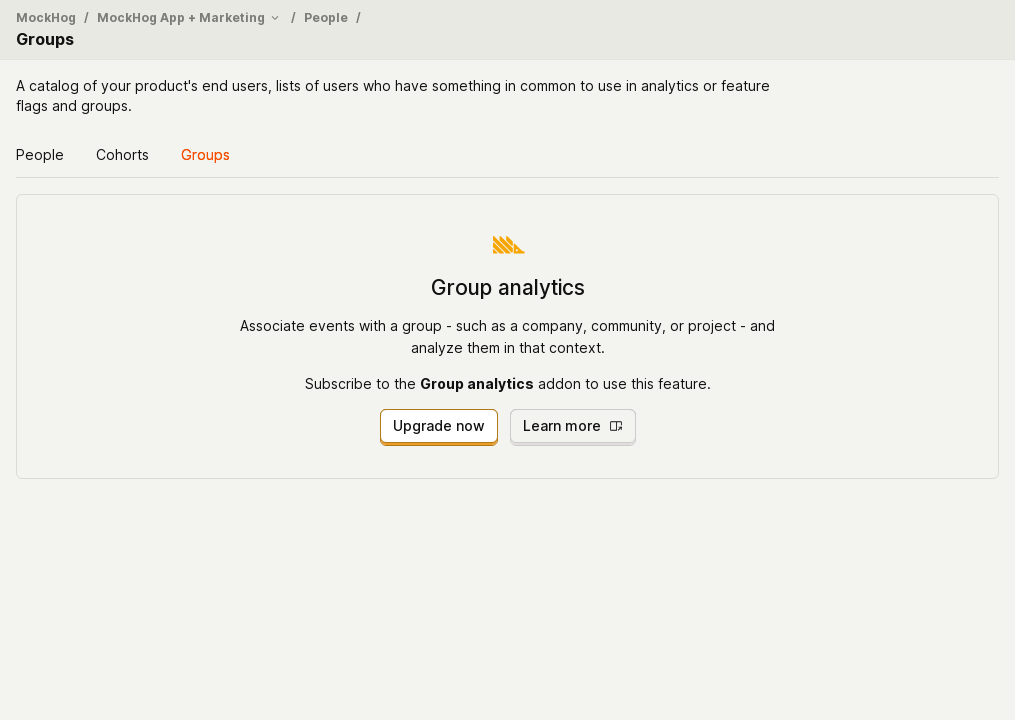 MockHog / MockHog App + Marketing / People /
Groups
A catalog of your product's end users, lists of users who have something in common to use in analytics or feature
flags and groups.
People Cohorts Groups
Group analytics
Associate events with a group - such as a company, community, or project - and
analyze them in that context.
Subscribe to the Group analytics addon to use this feature.
Upgrade now Learn more